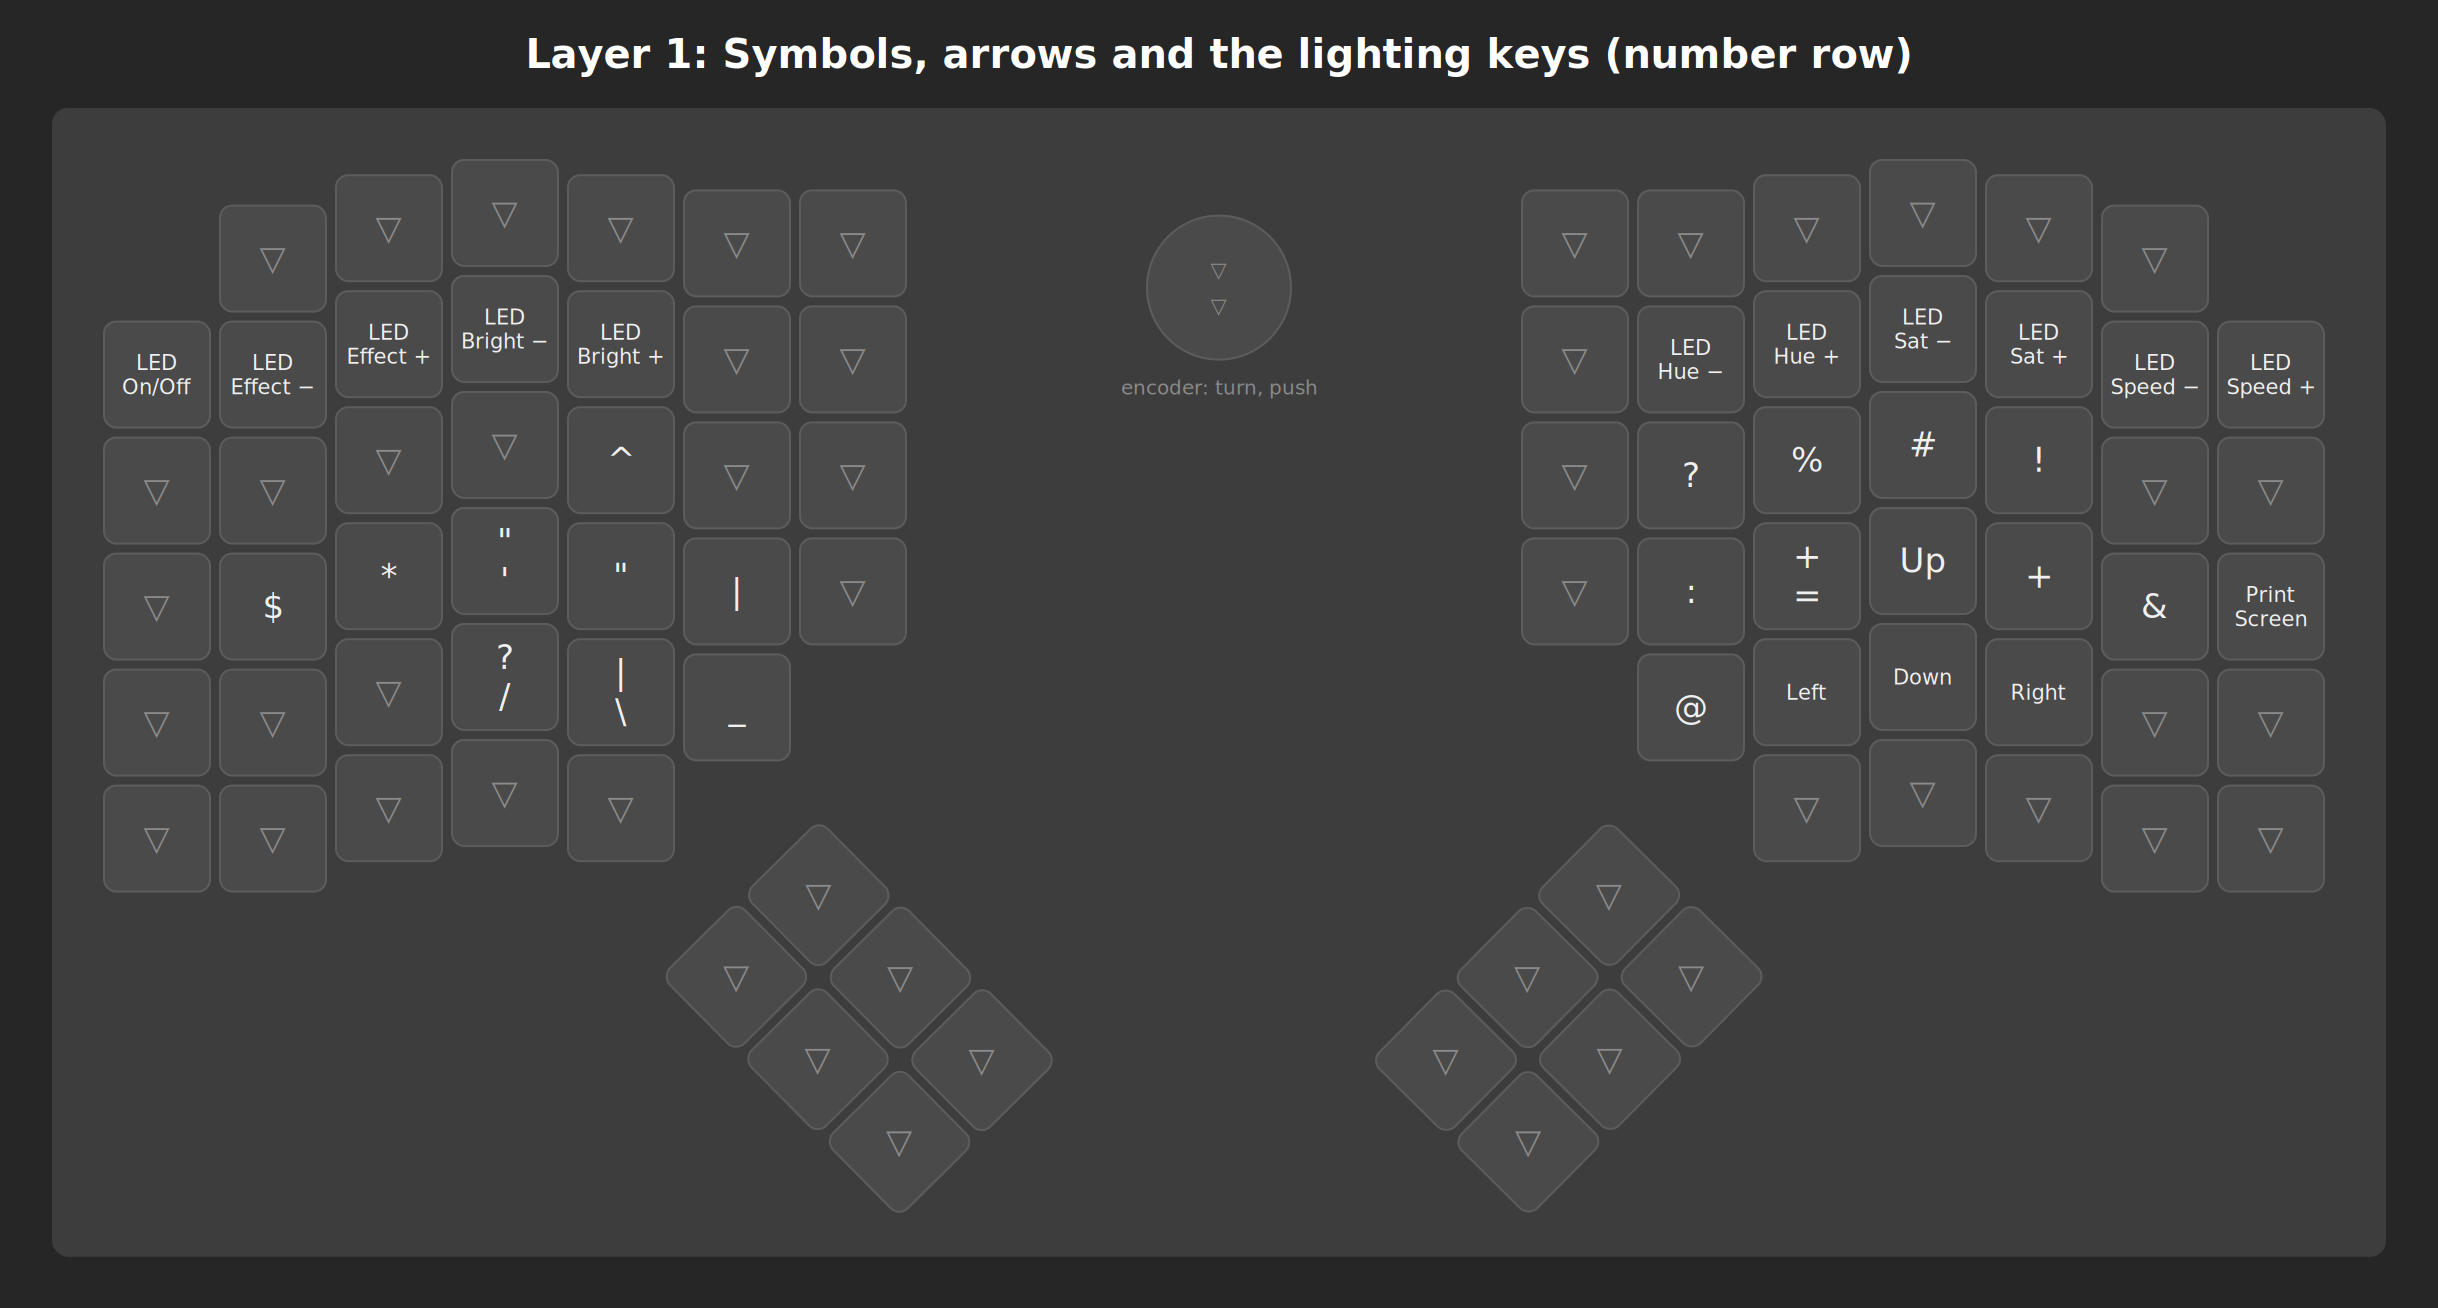 Layer 1: Symbols, arrows and the lighting keys (number row)
▽ ▽ ▽ ▽ ▽ ▽
▽ ▽ ▽ ▽ ▽ ▽
▽
▽
encoder: turn, push
LED
On/Off
LED
Effect −
LED
Effect +
LED
Bright −
LED
Bright +
▽ ▽
▽
LED
Hue −
LED
Hue +
LED
Sat −
LED
Sat +
LED
Speed −
LED
Speed +
▽ ▽ ▽ ▽ ^ ▽ ▽
▽ ? % # ! ▽ ▽
▽ $ *
"
'
" | ▽
▽ :
+
=
Up + &
Print
Screen
▽ ▽ ▽
?
/
|
\
_
@ Left Down Right ▽ ▽
▽ ▽ ▽ ▽ ▽
▽ ▽ ▽ ▽ ▽
▽ ▽
▽ ▽ ▽ ▽
▽ ▽ ▽ ▽
▽ ▽